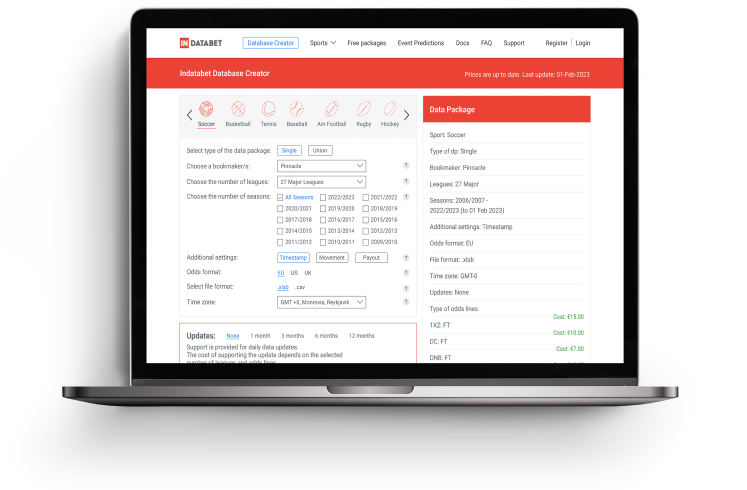 IN DATABET
Database Creator Sports Free packages Event Predictions Docs FAQ Support Register Login
Indatabet Database Creator
Prices are up to date. Last update: 01-Feb-2023
Soccer Basketball Tennis Baseball Am Football Rugby Hockey
Select type of the data package: Single Union
Choose a bookmaker/s: Pinnacle ?
Choose the number of leagues: 27 Major Leagues ?
Choose the number of seasons: All Seasons 2022/2023 2021/2022 ?
2020/2021 2019/2020 2018/2019
2017/2018 2016/2017 2015/2016
2014/2015 2013/2014 2012/2013
2011/2012 2010/2011 2009/2010
Additional settings: Timestamp Movement Payout ?
Odds format: EU US UK ?
Select file format: .xlsb .csv ?
Time zone: GMT +0, Monrovia, Reykjavik ?
Updates: None 1 month 3 months 6 months 12 months
Support is provided for daily data updates.
The cost of supporting the update depends on the selected
number of leagues and odds lines
Data Package
Sport: Soccer
Type of dp: Single
Bookmaker: Pinnacle
Leagues: 27 Major
Seasons: 2006/2007 -
2022/2023 (to 01 Feb 2023)
Additional settings: Timestamp
Odds format: EU
File format: .xlsb
Time zone: GMT-0
Updates: None
Type of odds lines
Cost: €15.00
1X2: FT
Cost: €10.00
DC: FT
Cost: €7.00
DNB: FT